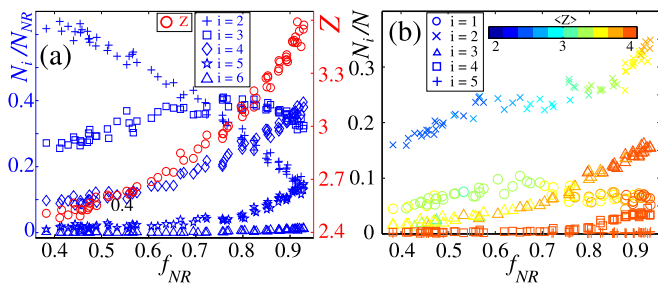 (a)
N_i/N_NR
0
0.2
0.4
0.4
0.4 0.5 0.6 0.7 0.8 0.9
f_NR
Z
i = 2
i = 3
i = 4
i = 5
i = 6
Z
2.4
2.7
3
3.3
(b)
N_i/N
0
0.1
0.2
0.3
0.4 0.5 0.6 0.7 0.8 0.9
f_NR
i = 1
i = 2
i = 3
i = 4
i = 5
<Z>
2 3 4